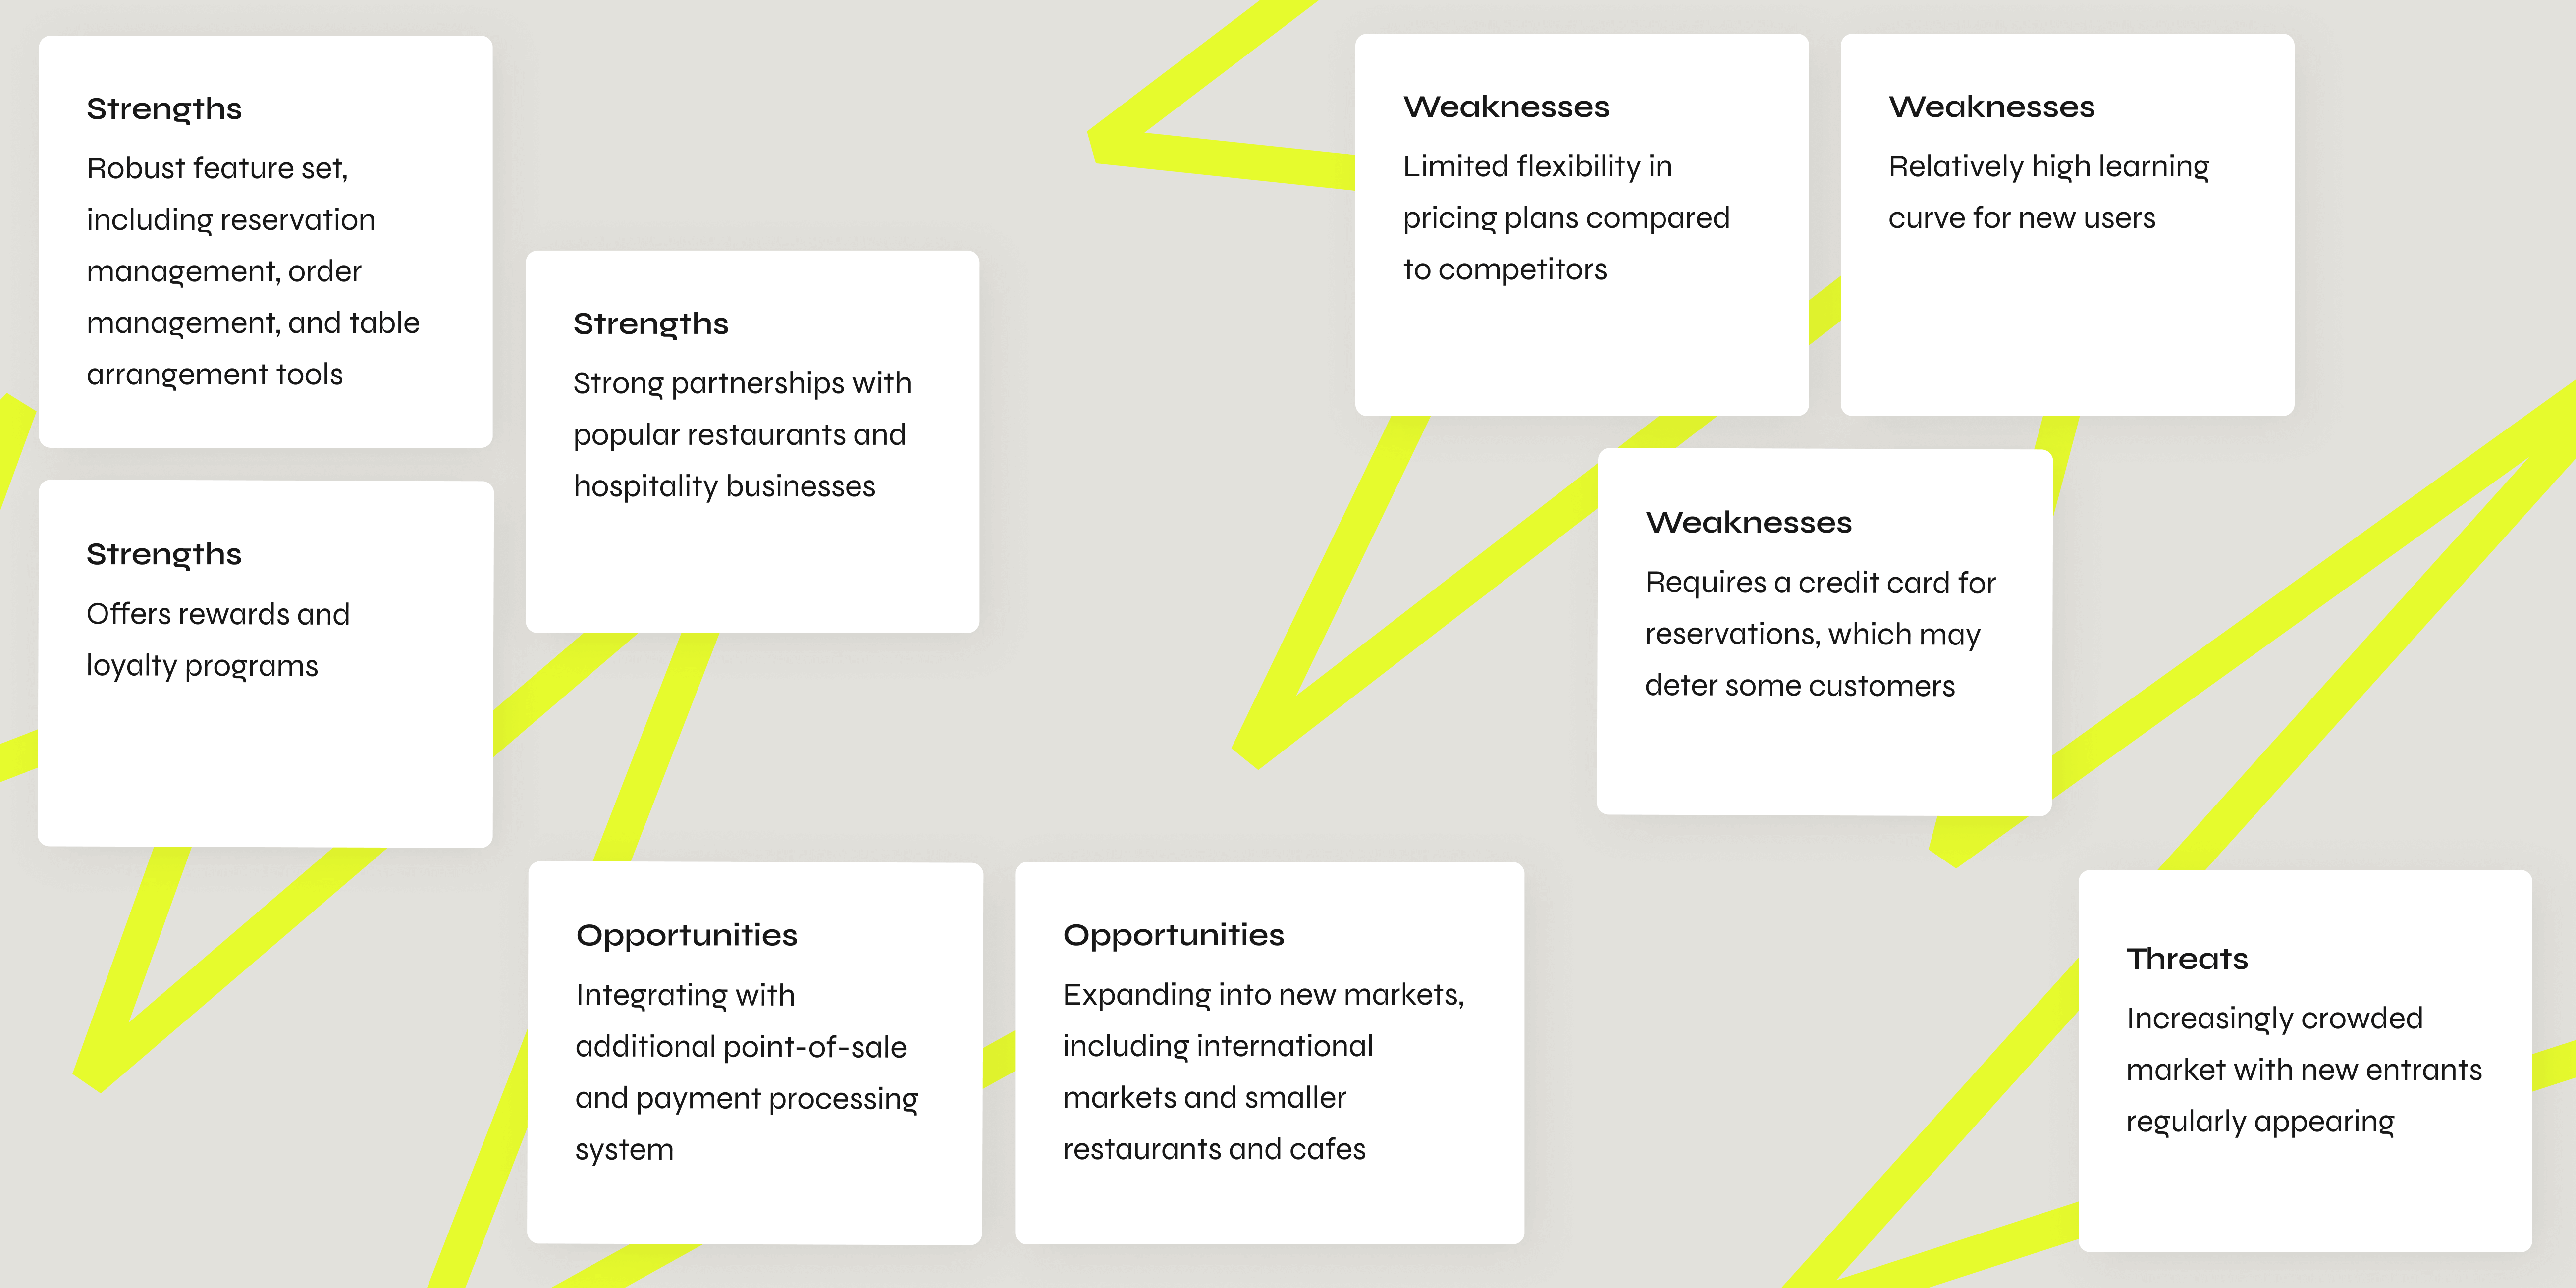 Strengths
Robust feature set,
including reservation
management, order
management, and table
arrangement tools
Strengths
Strong partnerships with
popular restaurants and
hospitality businesses
Strengths
Offers rewards and
loyalty programs
Weaknesses
Limited flexibility in
pricing plans compared
to competitors
Weaknesses
Relatively high learning
curve for new users
Weaknesses
Requires a credit card for
reservations, which may
deter some customers
Opportunities
Integrating with
additional point-of-sale
and payment processing
system
Opportunities
Expanding into new markets,
including international
markets and smaller
restaurants and cafes
Threats
Increasingly crowded
market with new entrants
regularly appearing